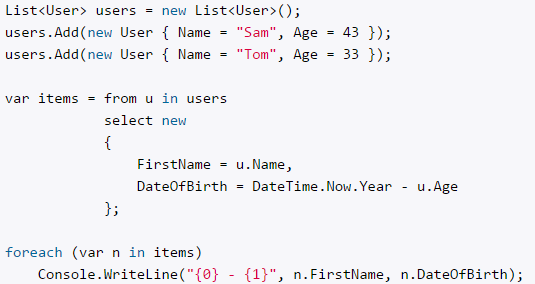 List<User> users = new List<User>();
users.Add(new User { Name = "Sam", Age = 43 });
users.Add(new User { Name = "Tom", Age = 33 });
var items = from u in users
select new
{
FirstName = u.Name,
DateOfBirth = DateTime.Now.Year - u.Age
};
foreach (var n in items)
Console.WriteLine("{0} - {1}", n.FirstName, n.DateOfBirth);